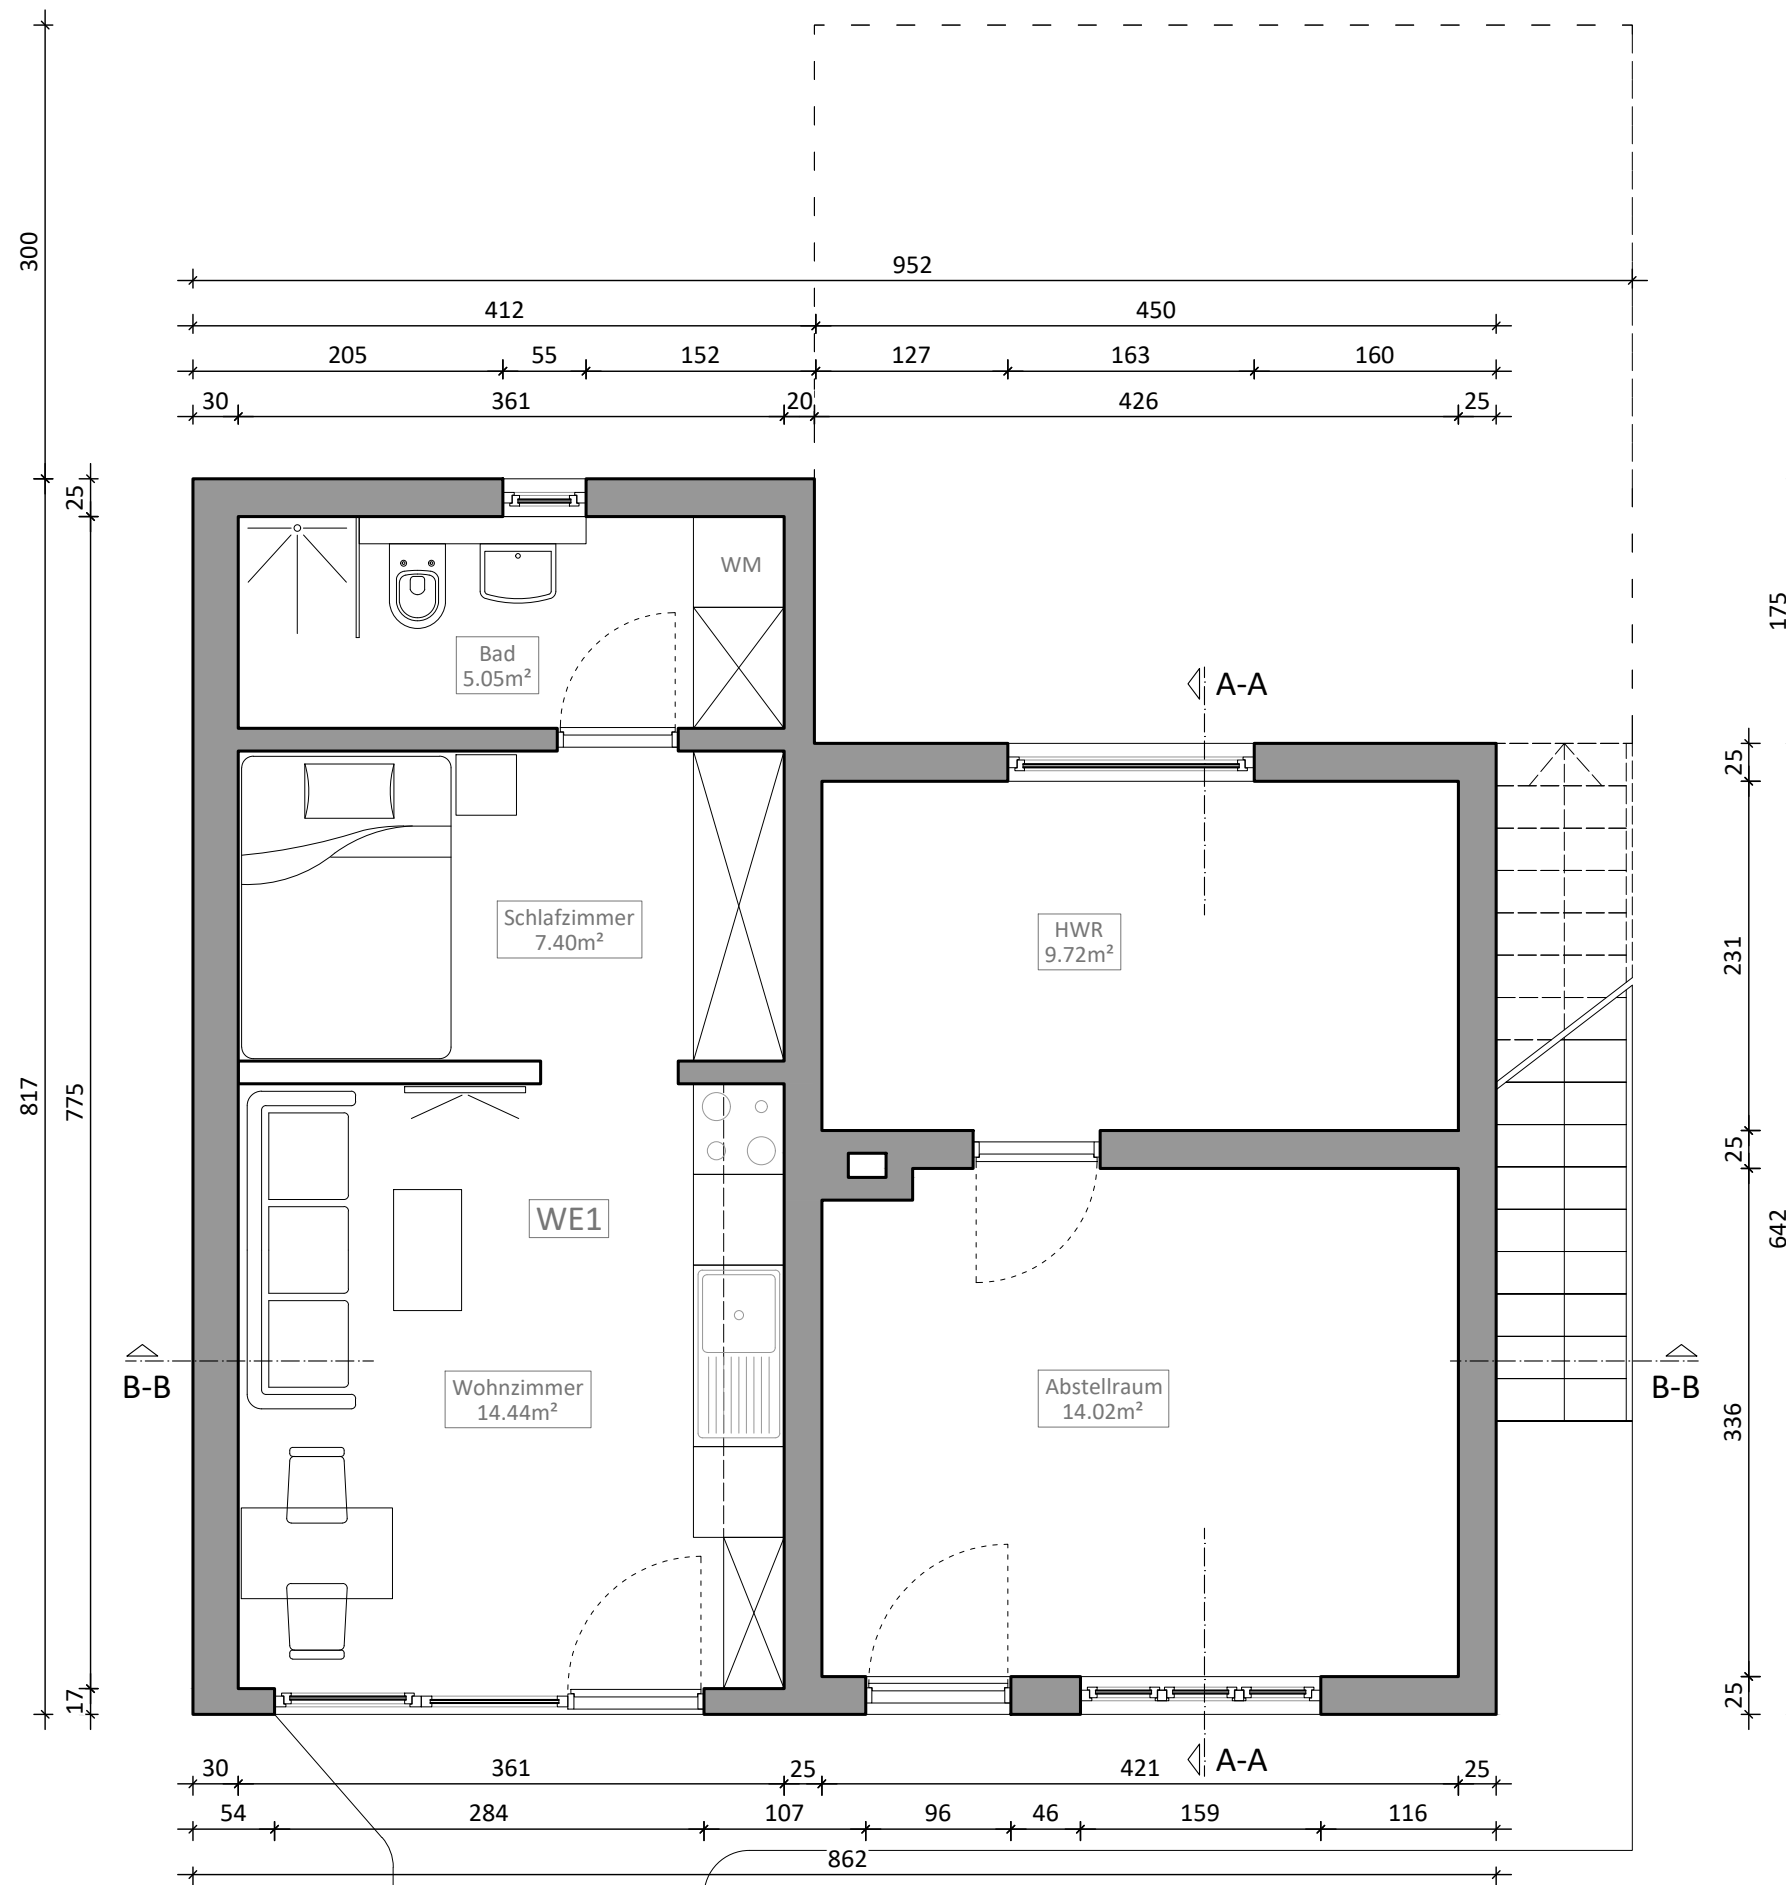 300
952
412 450
205 55 152 127 163 160
30 361 20 426 25
25
WM
175
Bad
5.05m²
A-A
25
Schlafzimmer
7.40m²
HWR
9.72m²
231
817
775
25
WE1
642
B-B
B-B
Wohnzimmer
14.44m²
Abstellraum
14.02m²
336
17
25
A-A
30 361 25 421 25
54 284 107 96 46 159 116
862